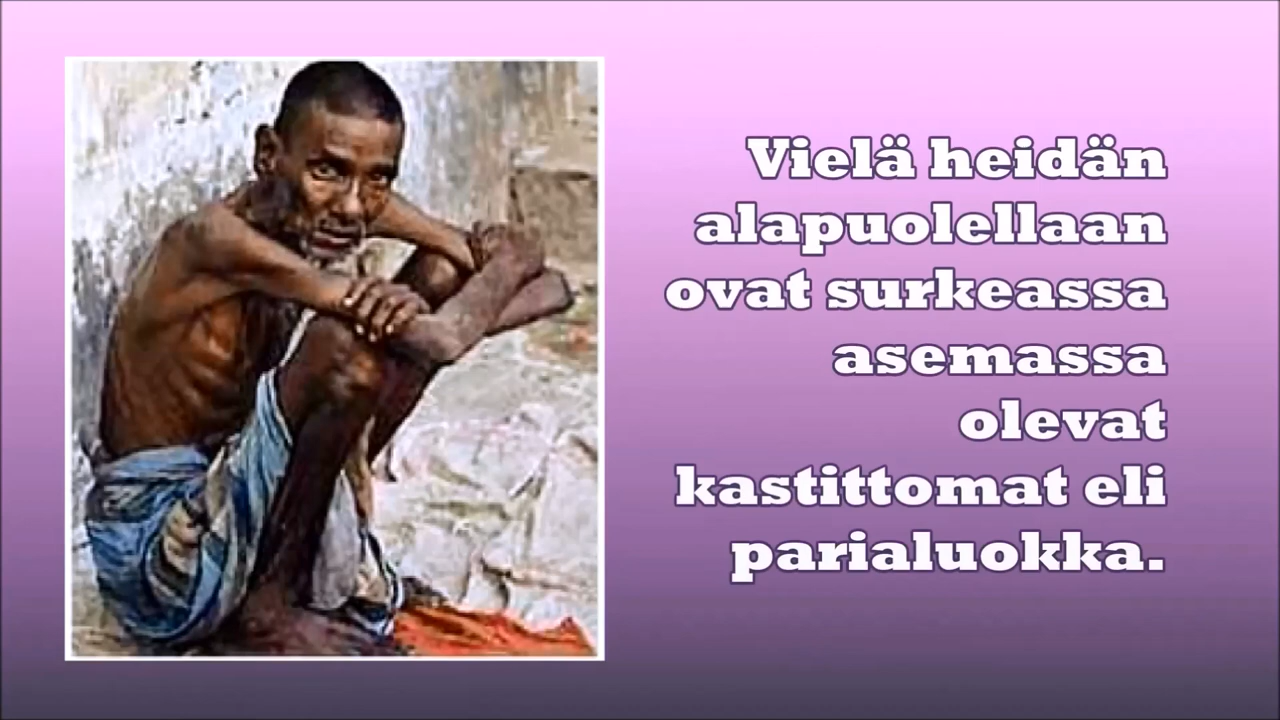 Vielä heidän
alapuolellaan
ovat surkeassa
asemassa
olevat
kastittomat eli
parialuokka.